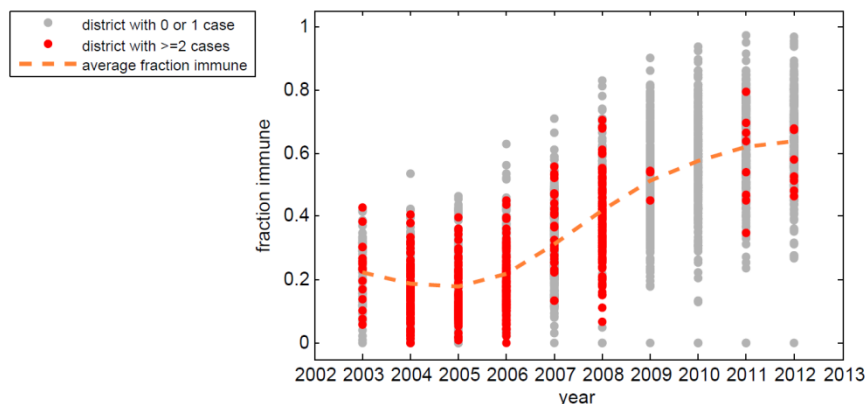 district with 0 or 1 case
district with >=2 cases
average fraction immune
1
0.8
0.6
0.4
0.2
0
fraction immune
2002 2003 2004 2005 2006 2007 2008 2009 2010 2011 2012 2013
year